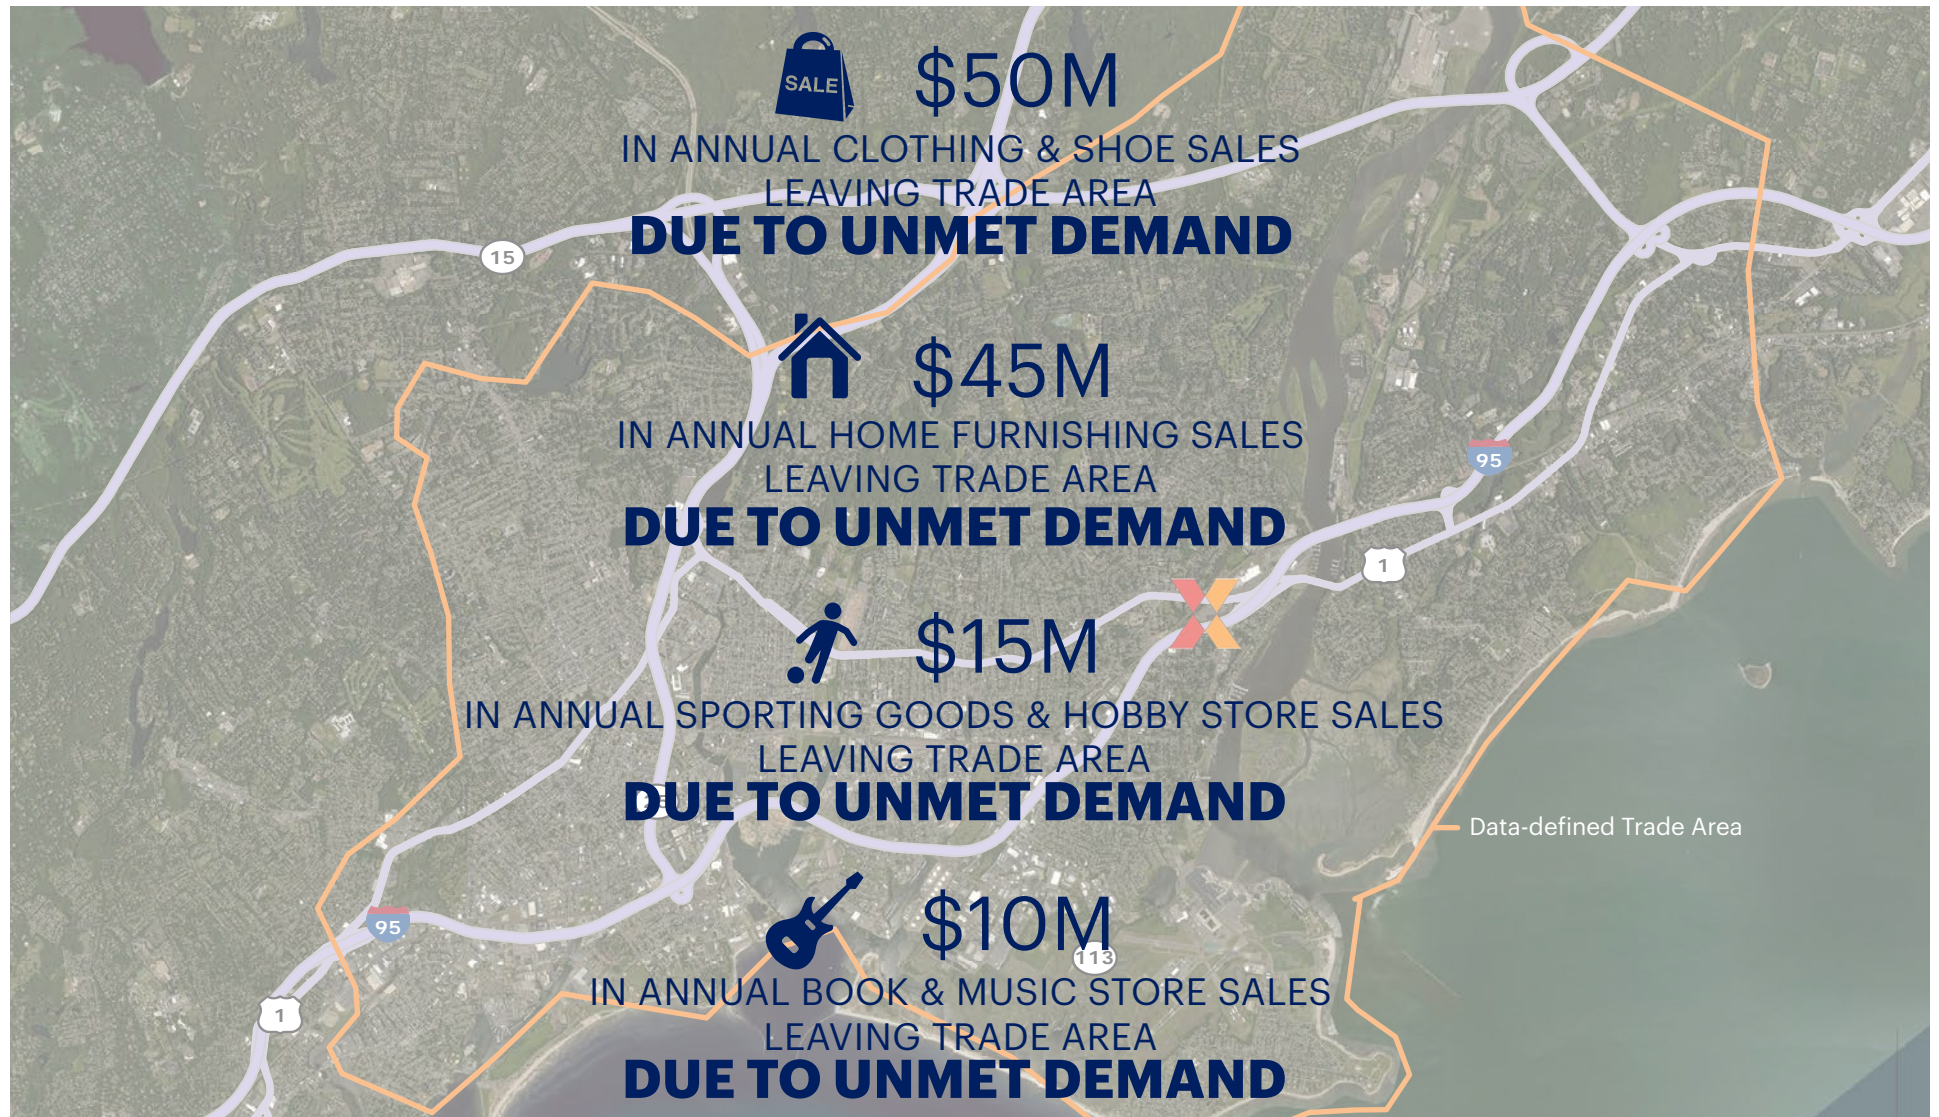 SALE
$50M
IN ANNUAL CLOTHING & SHOE SALES
LEAVING TRADE AREA
DUE TO UNMET DEMAND
15
$45M
IN ANNUAL HOME FURNISHING SALES
LEAVING TRADE AREA
DUE TO UNMET DEMAND
95
1
$15M
IN ANNUAL SPORTING GOODS & HOBBY STORE SALES
LEAVING TRADE AREA
DUE TO UNMET DEMAND
Data-defined Trade Area
$10M
95
113
IN ANNUAL BOOK & MUSIC STORE SALES
1
LEAVING TRADE AREA
DUE TO UNMET DEMAND